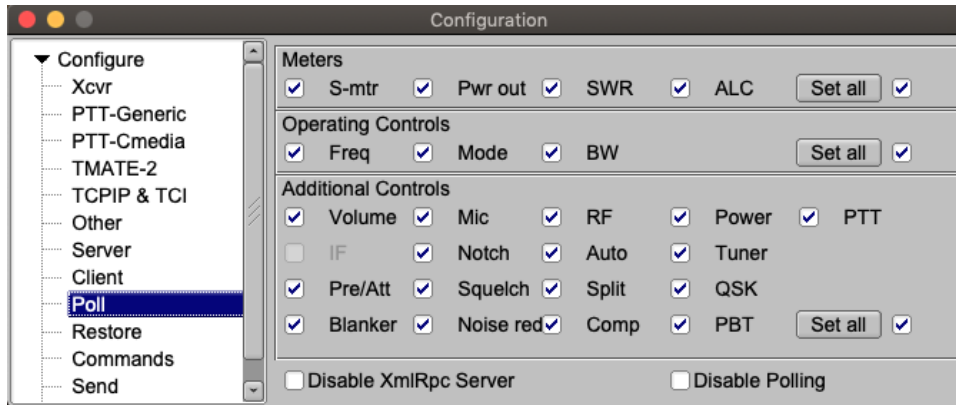 Configuration
Configure
Xcvr
PTT-Generic
PTT-Cmedia
TMATE-2
TCPIP & TCI
Other
Server
Client
Poll
Restore
Commands
Send
Meters
S-mtr Pwr out SWR ALC Set all
Operating Controls
Freq Mode BW Set all
Additional Controls
Volume Mic RF Power PTT
IF Notch Auto Tuner
Pre/Att Squelch Split QSK
Blanker Noise red Comp PBT Set all
Disable XmlRpc Server Disable Polling